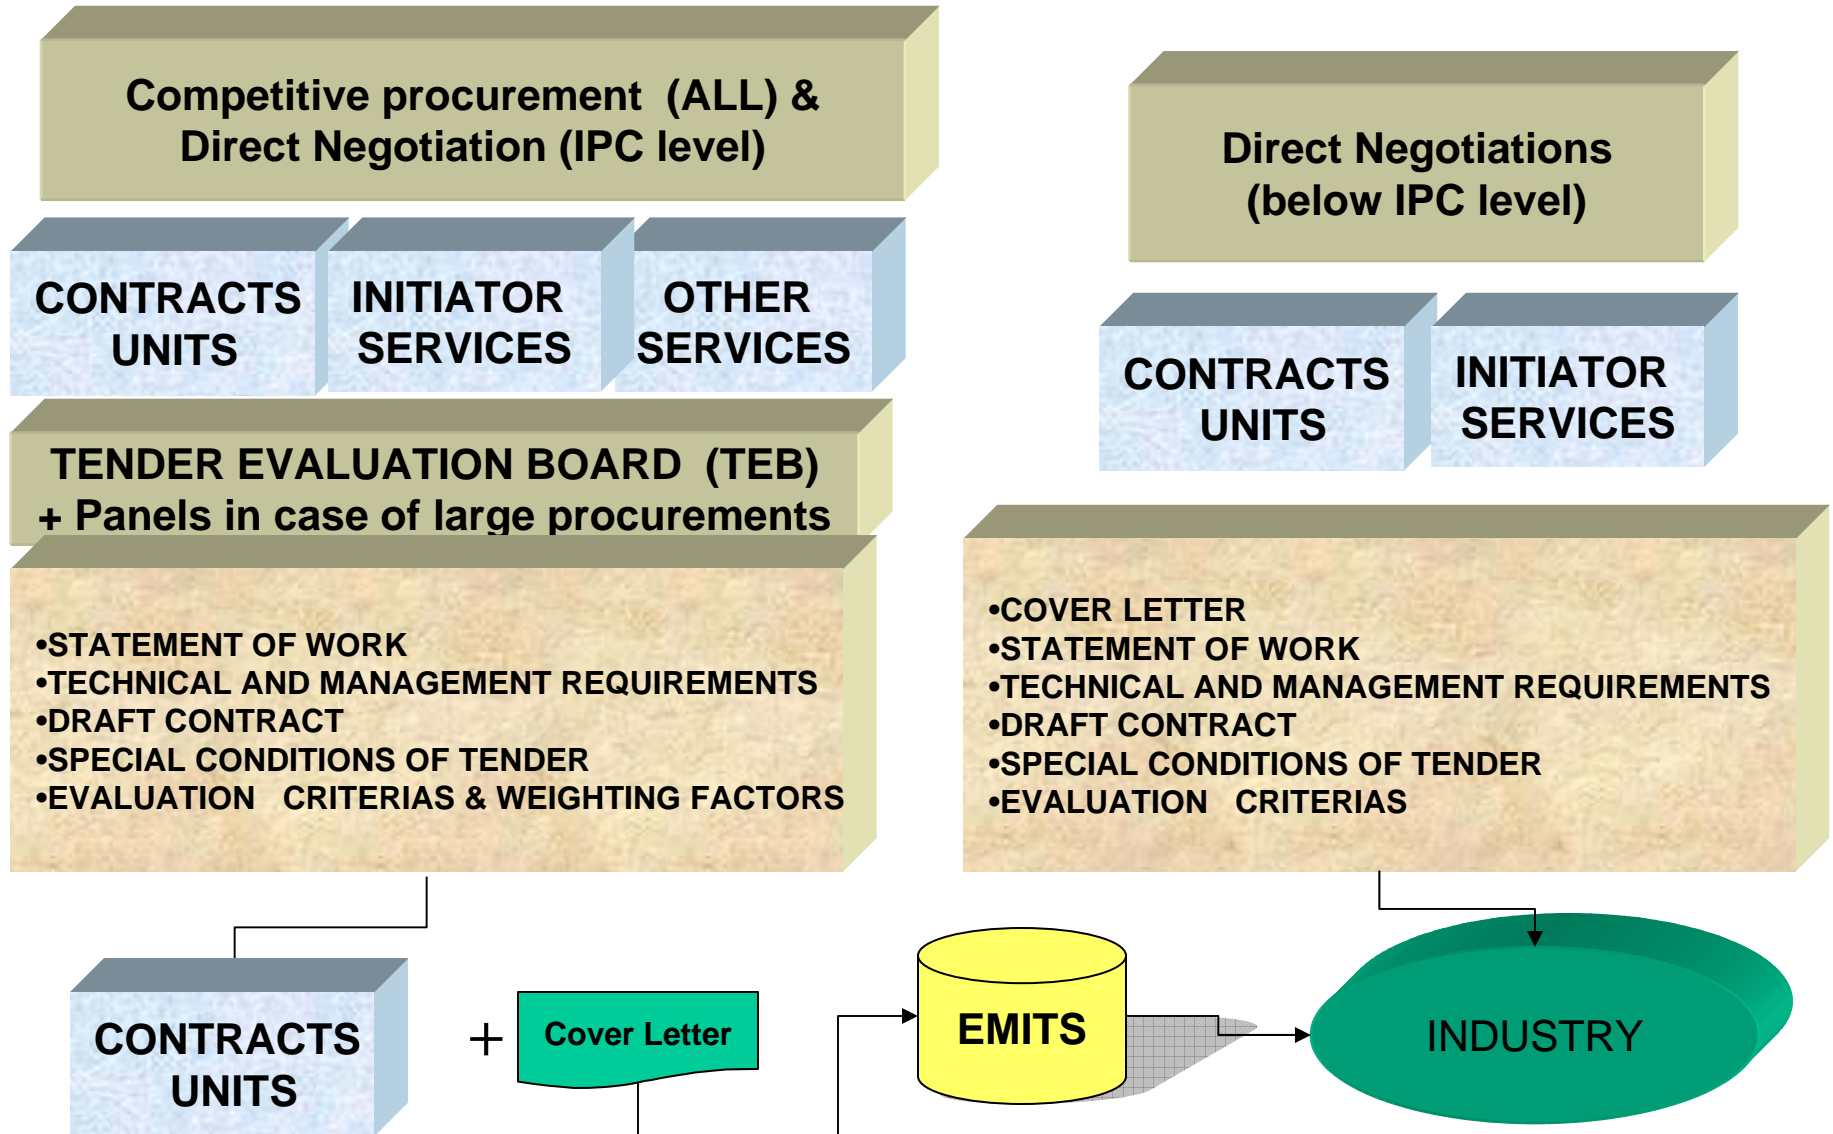 Competitive procurement (ALL) &
Direct Negotiation (IPC level)
CONTRACTS
UNITS
INITIATOR
SERVICES
OTHER
SERVICES
TENDER EVALUATION BOARD (TEB)
+ Panels in case of large procurements
•STATEMENT OF WORK
•TECHNICAL AND MANAGEMENT REQUIREMENTS
•DRAFT CONTRACT
•SPECIAL CONDITIONS OF TENDER
•EVALUATION CRITERIAS & WEIGHTING FACTORS
CONTRACTS
UNITS
+
Cover Letter
Direct Negotiations
(below IPC level)
CONTRACTS
UNITS
INITIATOR
SERVICES
•COVER LETTER
•STATEMENT OF WORK
•TECHNICAL AND MANAGEMENT REQUIREMENTS
•DRAFT CONTRACT
•SPECIAL CONDITIONS OF TENDER
•EVALUATION CRITERIAS
EMITS
INDUSTRY